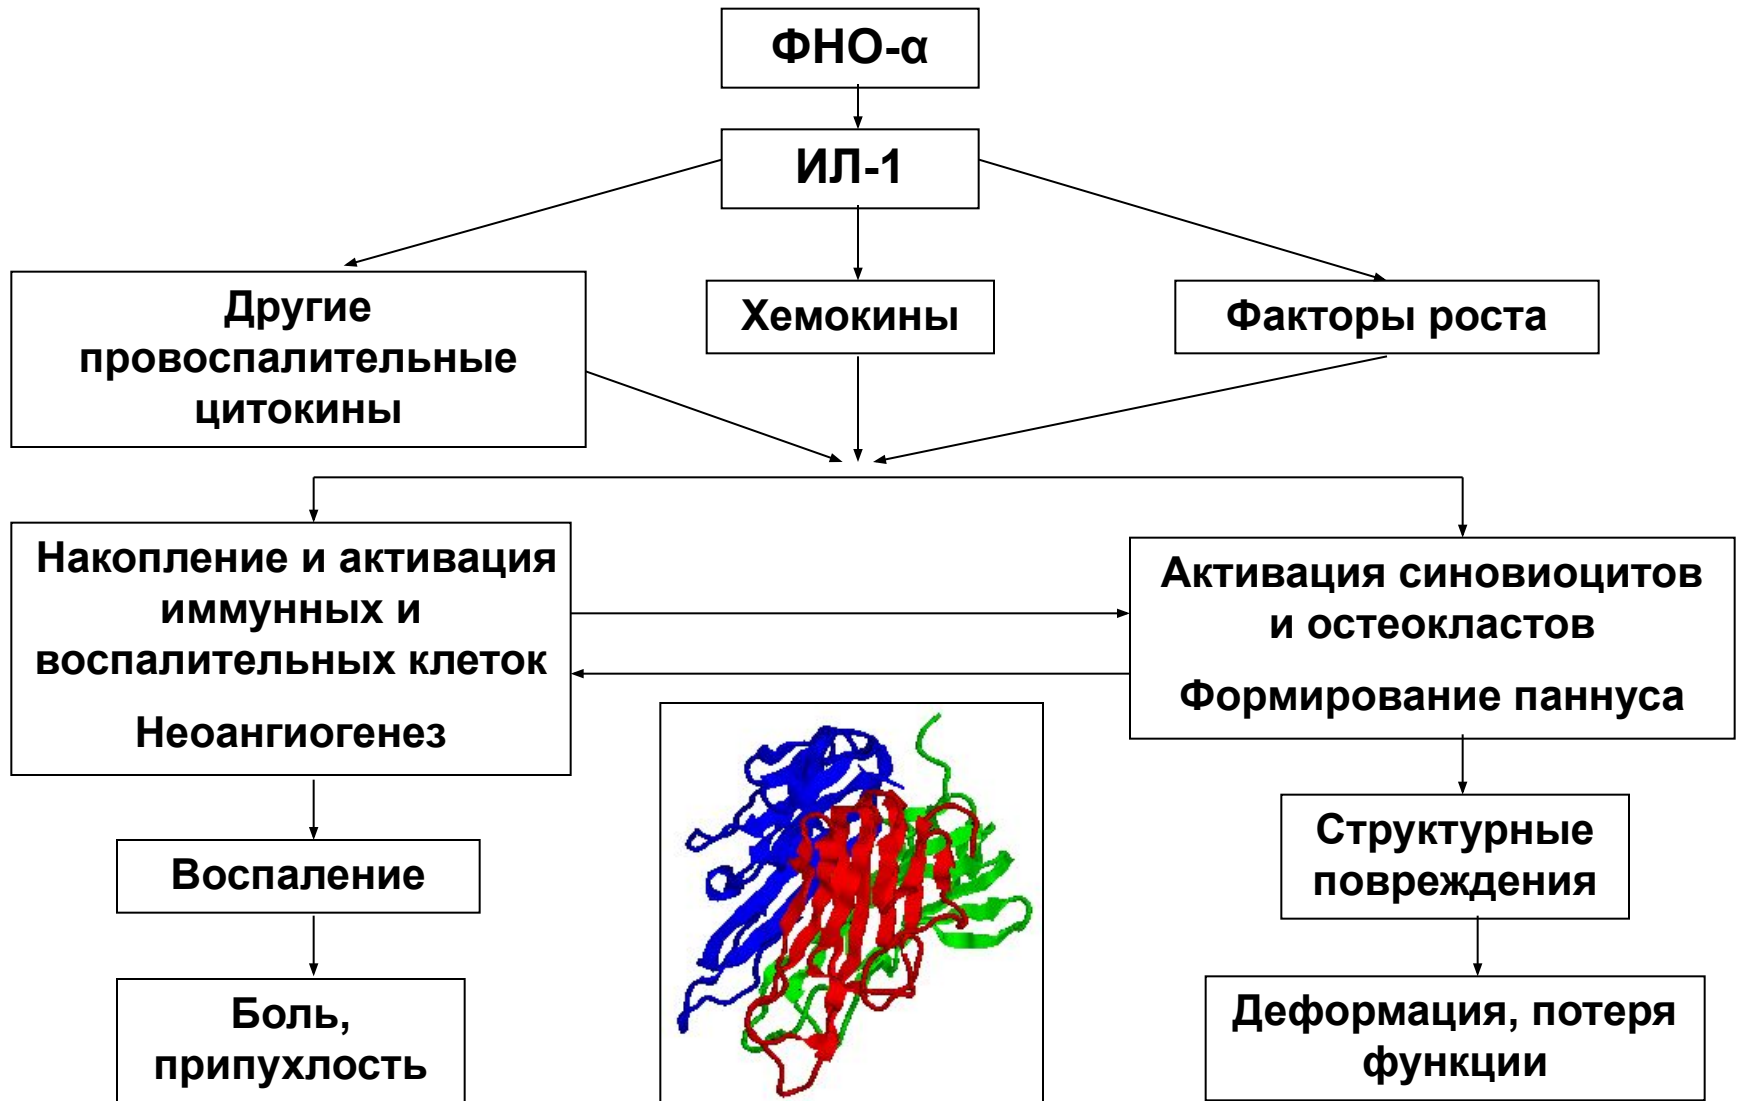 ФНО-α
ИЛ-1
Другие
провоспалительные
цитокины
Хемокины
Факторы роста
Накопление и активация
иммунных и
воспалительных клеток
Неоангиогенез
Активация синовиоцитов
и остеокластов
Формирование паннуса
Воспаление
Структурные
повреждения
Боль,
припухлость
Деформация, потеря
функции